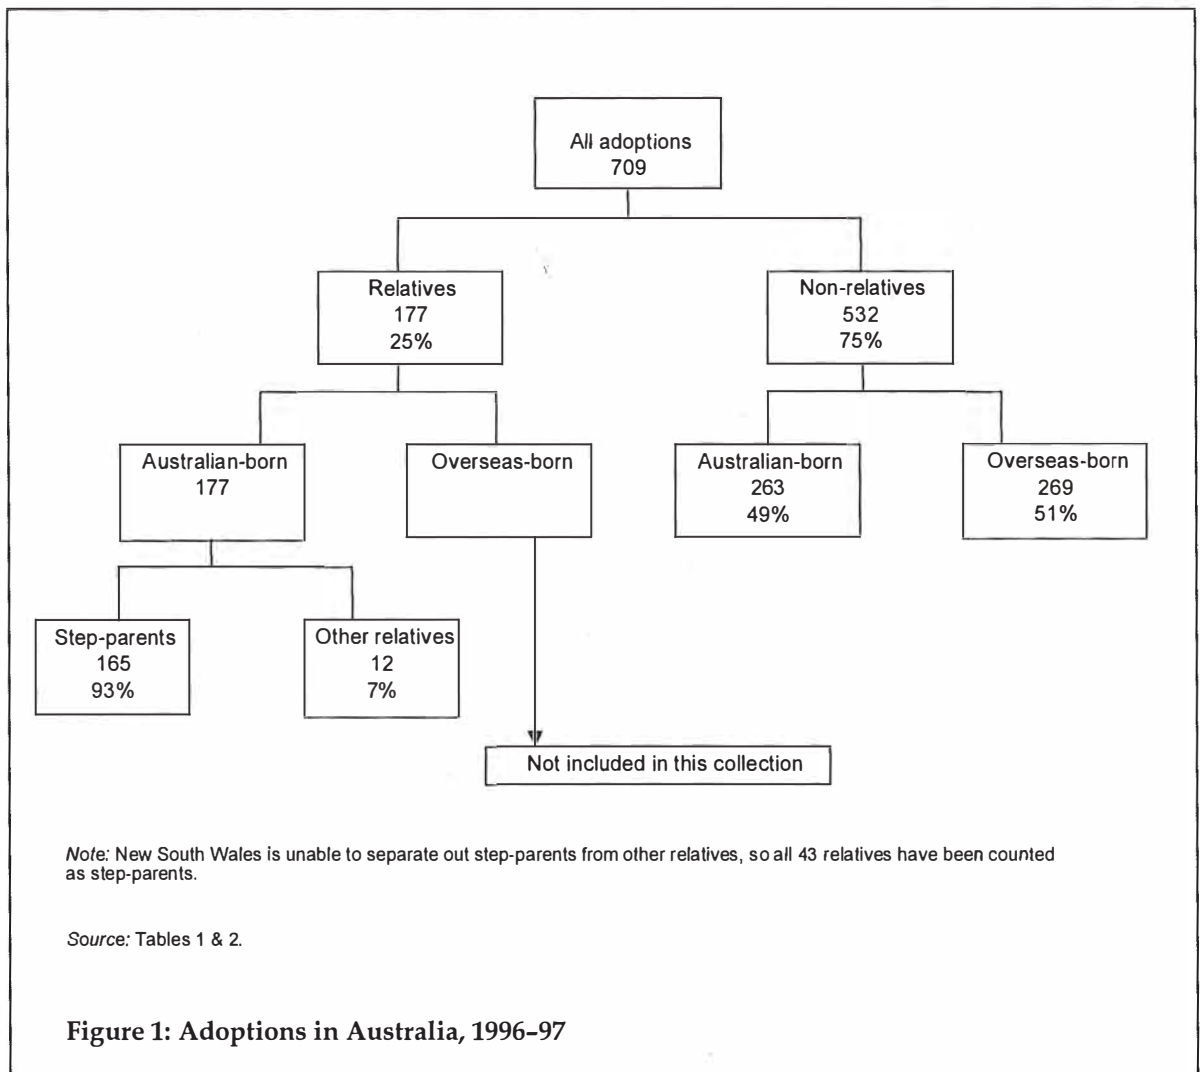 All adoptions
709
Relatives
177
25%
Non-relatives
532
75%
Australian-born
177
Overseas-born
Australian-born
263
49%
Overseas-born
269
51%
Step-parents
165
93%
Other relatives
12
7%
Not included in this collection
Note: New South Wales is unable to separate out step-parents from other relatives, so all 43 relatives have been counted
as step-parents.
Source: Tables 1 & 2.
Figure 1: Adoptions in Australia, 1996–97